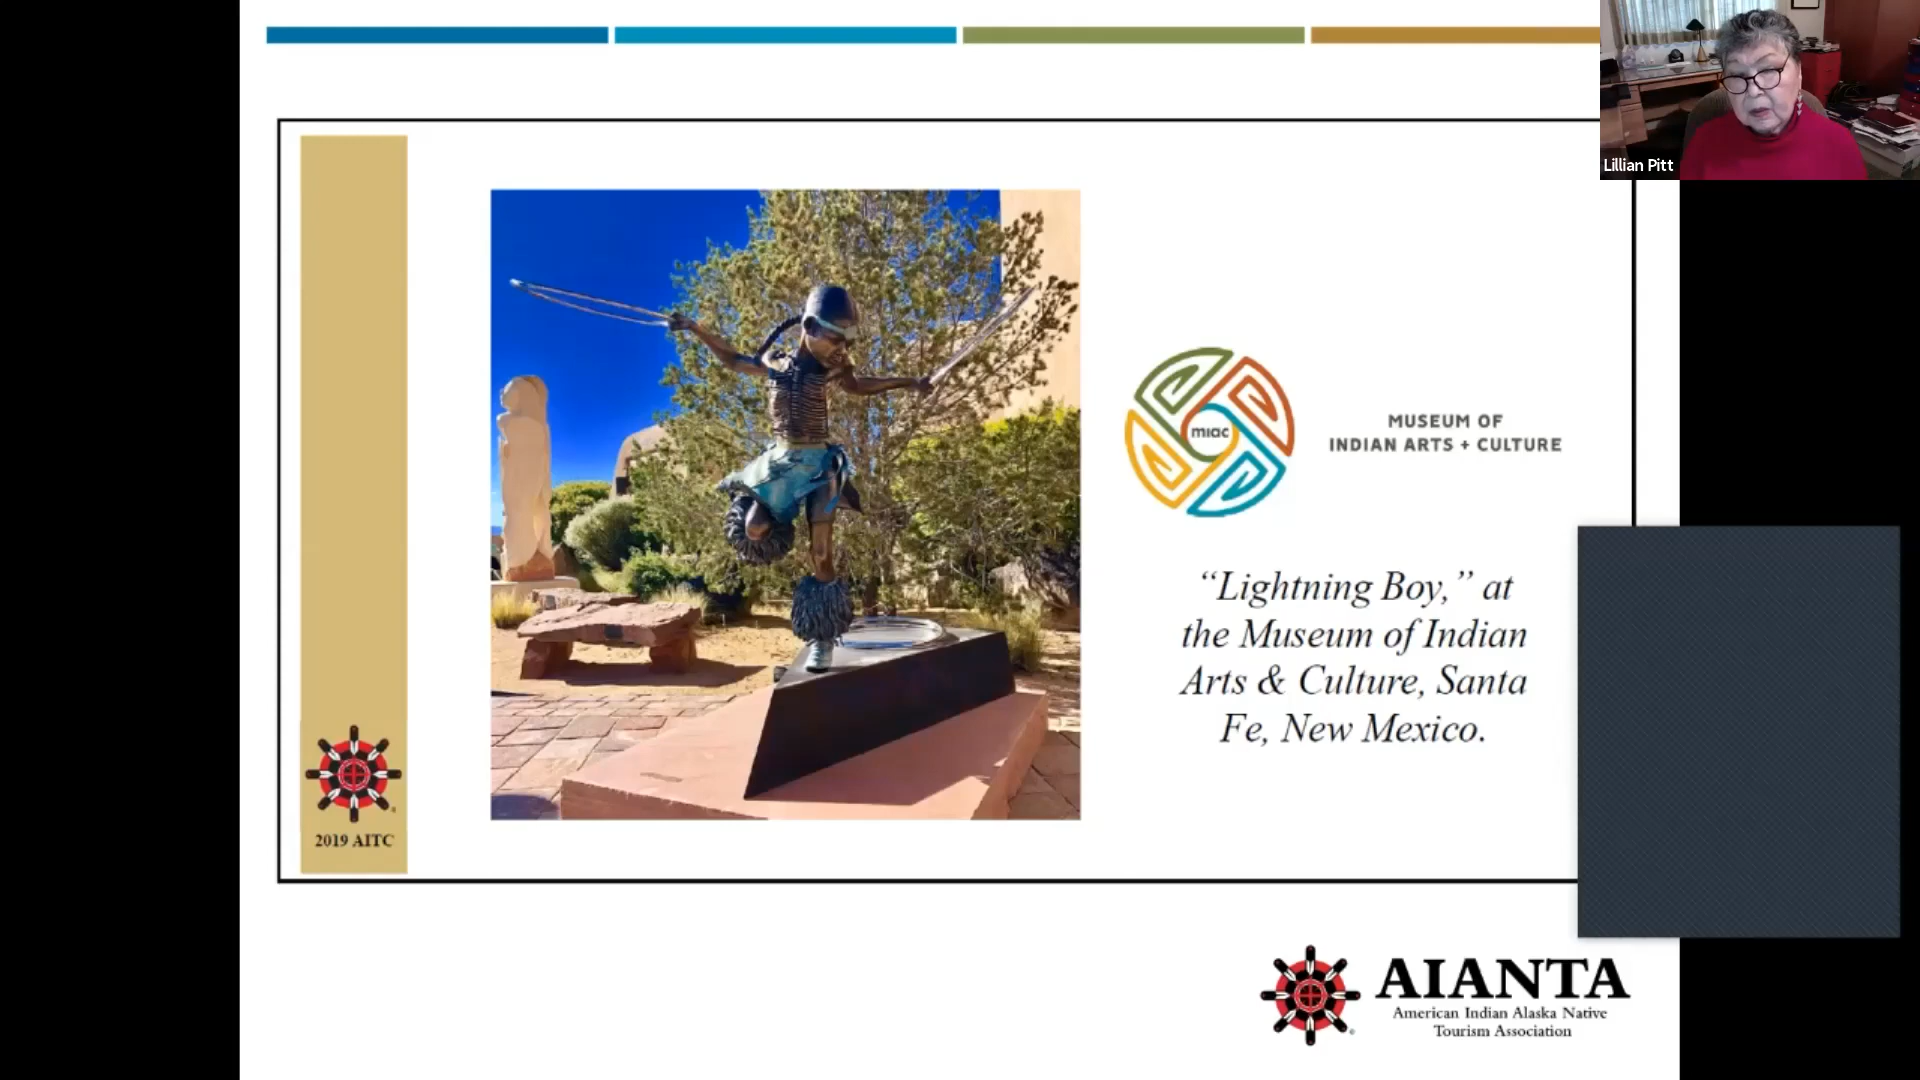 Lillian Pitt
miac
MUSEUM OF
INDIAN ARTS + CULTURE
“Lightning Boy,” at
the Museum of Indian
Arts & Culture, Santa
Fe, New Mexico.
2019 AITC
AIANTA
American Indian Alaska Native
Tourism Association